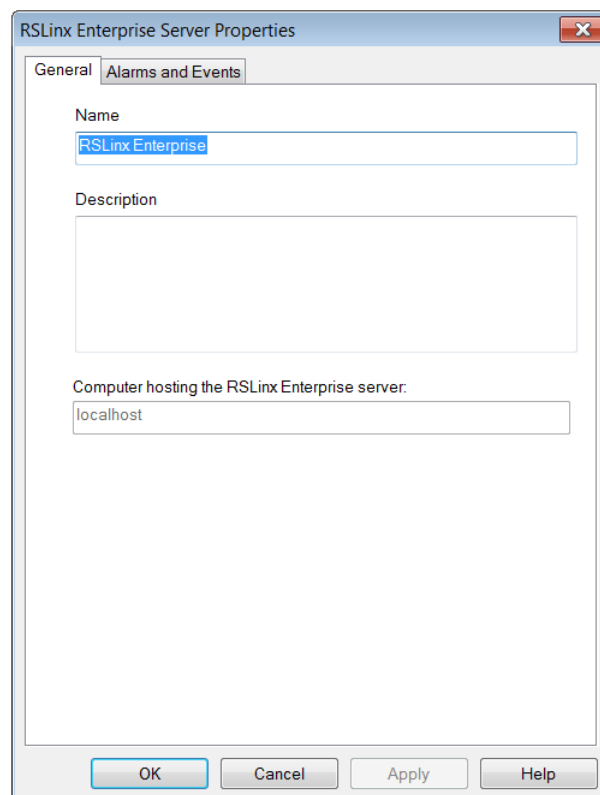 RSLinx Enterprise Server Properties
General Alarms and Events
Name
RSLinx Enterprise
Description
Computer hosting the RSLinx Enterprise server:
localhost
OK Cancel Apply Help